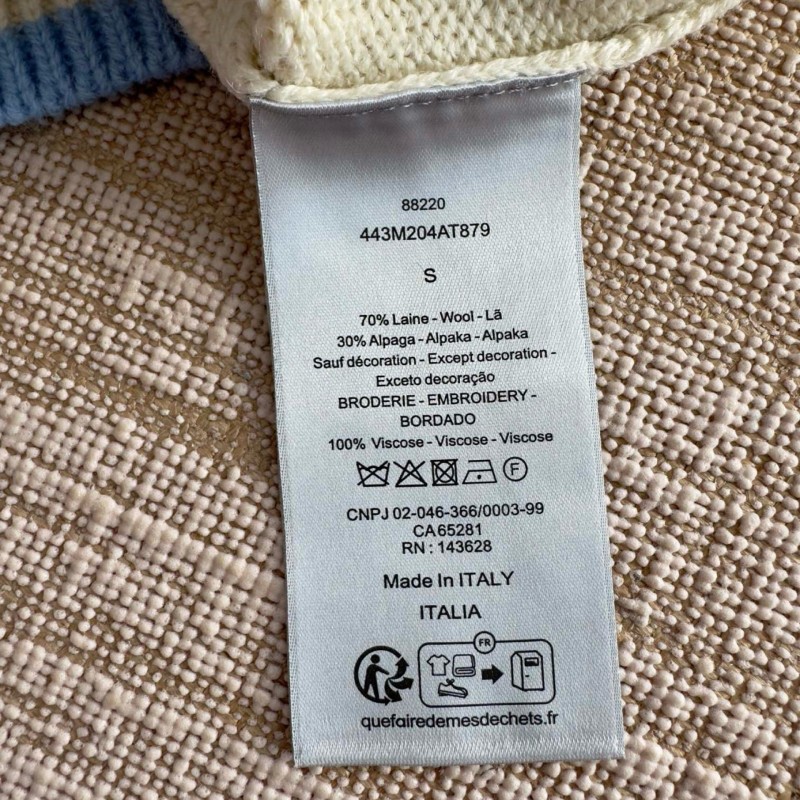 88220
443M204AT879
S
70% Laine - Wool - Lã
30% Alpaga - Alpaka - Alpaka
Sauf décoration - Except decoration -
Exceto decoração
BRODERIE - EMBROIDERY -
BORDADO
100% Viscose - Viscose - Viscose
F
CNPJ 02-046-366/0003-99
CA 65281
RN : 143628
Made In ITALY
ITALIA
FR
quefairedemesdechets.fr